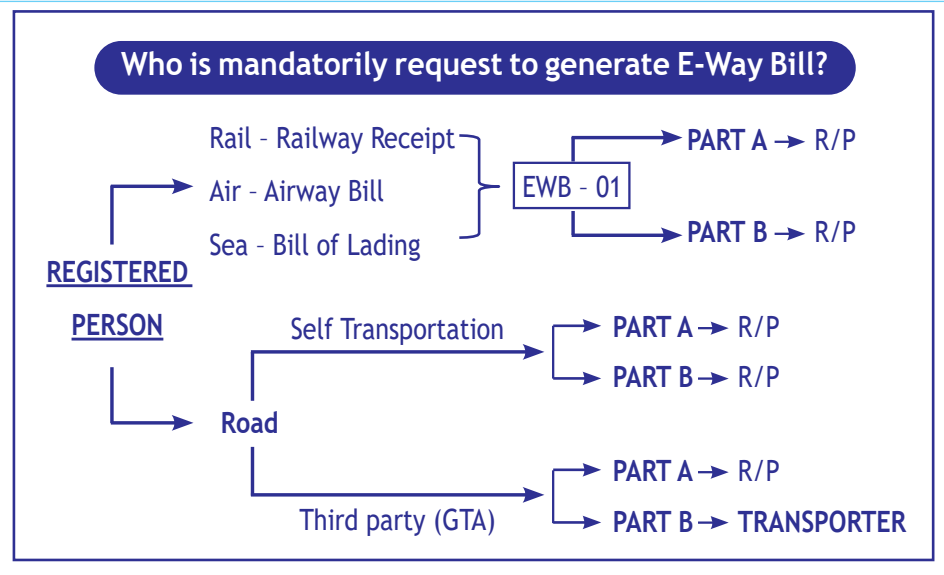 Who is mandatorily request to generate E-Way Bill?
Rail – Railway Receipt
Air – Airway Bill
Sea – Bill of Lading
EWB – 01
PART A R/P
PART B R/P
REGISTERED
PERSON
Self Transportation
PART A R/P
PART B R/P
Road
Third party (GTA)
PART A R/P
PART B TRANSPORTER